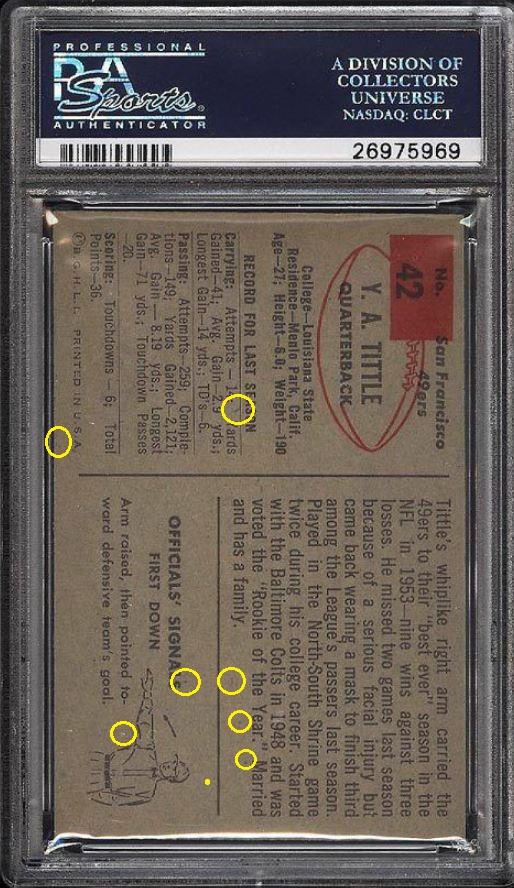 PROFESSIONAL
PSA
Sports
AUTHENTICATOR
A DIVISION OF
COLLECTORS
UNIVERSE
NASDAQ: CLCT
26975969
No.
42
San Francisco
49ers
Y. A. TITTLE
QUARTERBACK
College—Louisiana State
Residence—Menlo Park, Calif.
Age—27; Height—6.0; Weight—190
RECORD FOR LAST SEASON
Carrying: Attempts — Yards
Gained—41; Avg. Gain — yds.;
Longest Gain—14 yds.; TD's—6.
Passing: Attempts—259; Comple-
tions—149; Yards Gained—2,121;
Avg. Gain — 8.19 yds.; Longest
Gain—71 yds.; Touchdown Passes
—20.
Scoring: Touchdowns — 6; Total
Points—36.
© B.G.H.L.I. PRINTED IN U.S.A.
Tittle's whiplike right arm carried the
49ers to their "best ever" season in the
NFL in 1953—nine wins against three
losses. He missed two games last season
because of a serious facial injury but
came back wearing a mask to finish third
among the League's passers last season.
Played in the North-South Shrine game
twice during his college career. Started
with the Baltimore Colts in 1948 and was
voted the "Rookie of the Year." Married
and has a family.
OFFICIALS' SIGNALS
FIRST DOWN
Arm raised, then pointed to-
ward defensive team's goal.